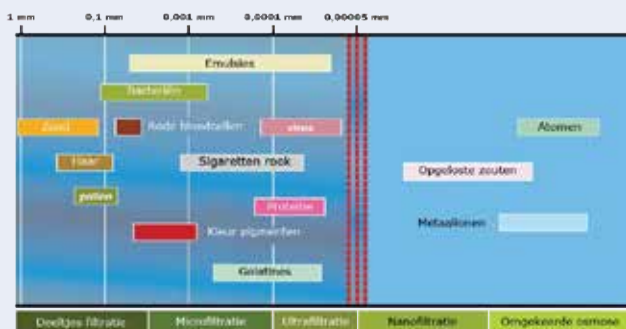 1 mm 0,1 mm 0,001 mm 0,0001 mm 0,00005 mm
Emulsies
Bacteriën
Zand Rode bloedcellen virus Atomen
Haar Sigaretten rook Opgeloste zouten
pollen Proteïne Metaalionen
Kleur pigmenten
Gelatines
Deeltjes filtratie Microfiltratie Ultrafiltratie Nanofiltratie Omgekeerde osmose